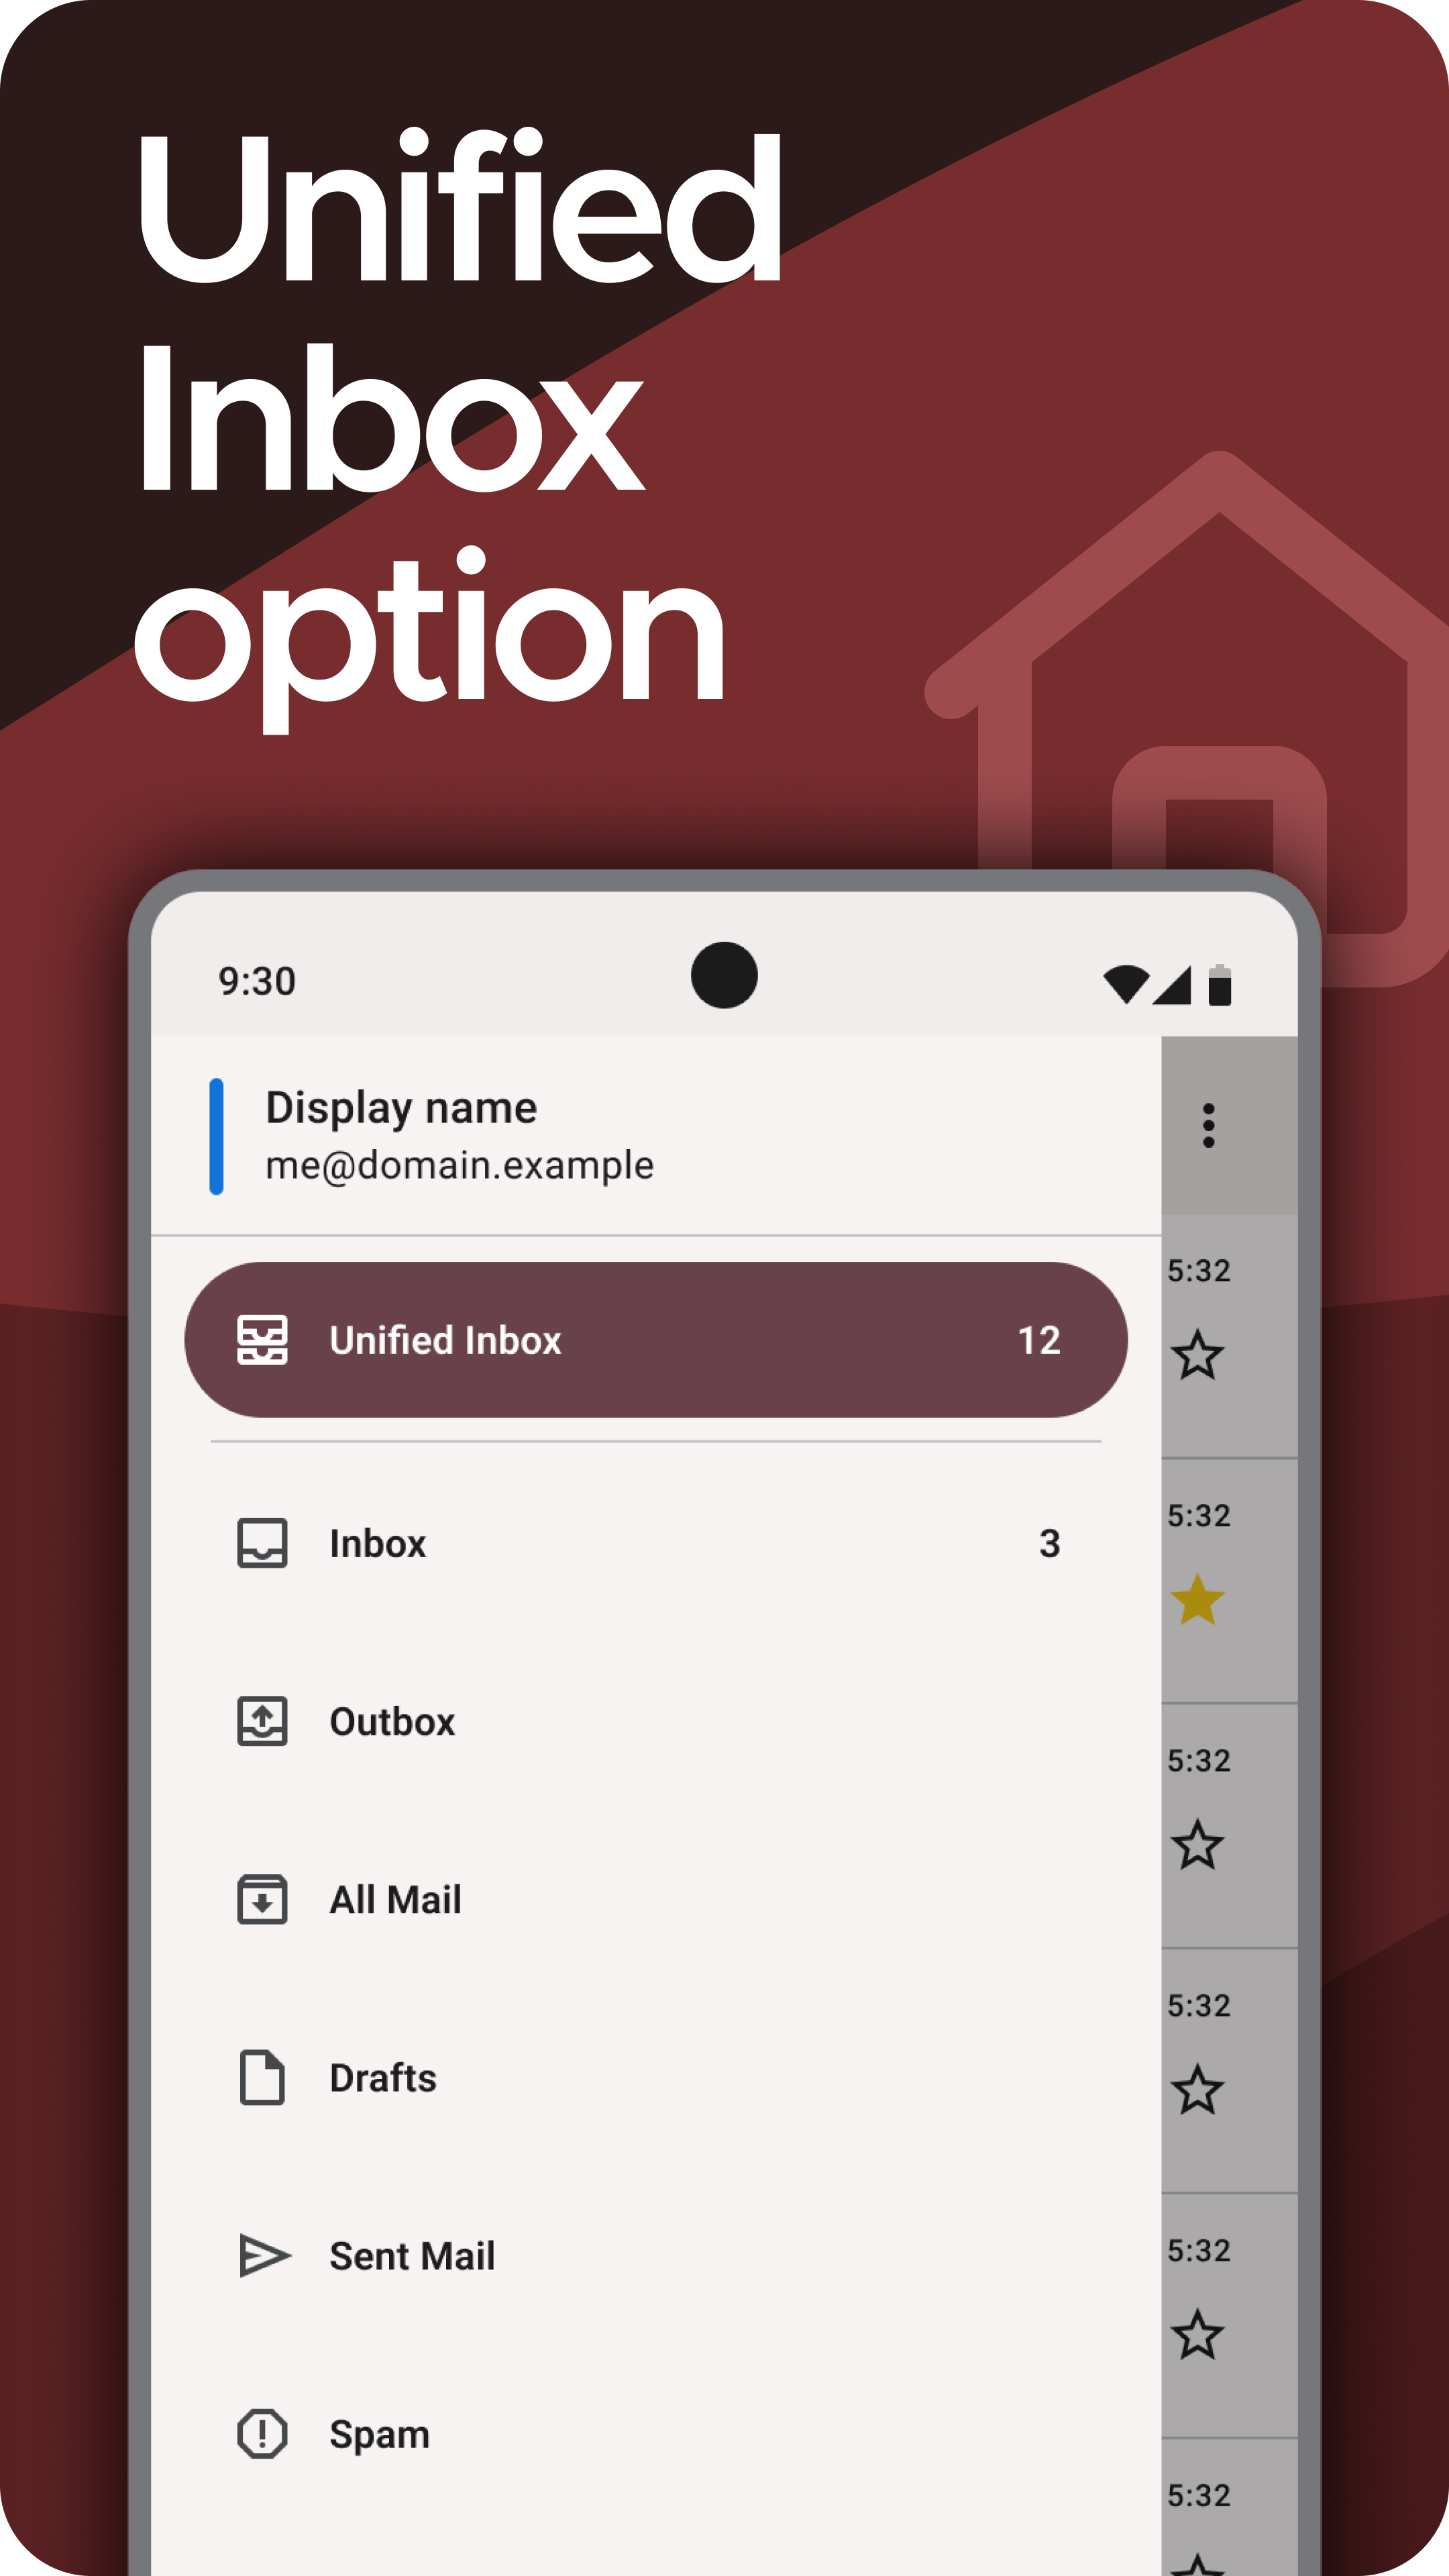 Unified
Inbox
option
9:30
Display name
me@domain.example
Unified Inbox 12
Inbox 3
Outbox
All Mail
Drafts
Sent Mail
Spam
5:32
5:32
5:32
5:32
5:32
5:32